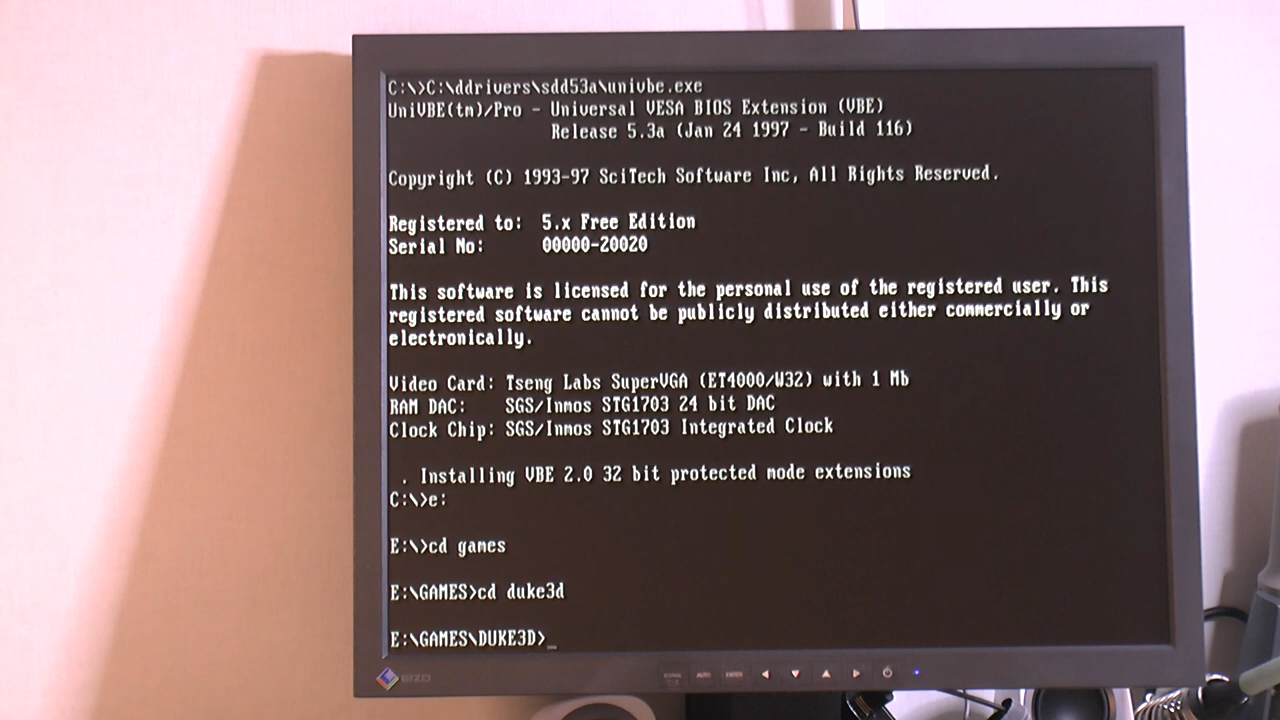 C:\>C:\ddrivers\sdd53a\univbe.exe
UniVBE(tm)/Pro - Universal VESA BIOS Extension (VBE)
Release 5.3a (Jan 24 1997 - Build 116)
Copyright (C) 1993-97 SciTech Software Inc, All Rights Reserved.
Registered to: 5.x Free Edition
Serial No: 00000-20020
This software is licensed for the personal use of the registered user. This
registered software cannot be publicly distributed either commercially or
electronically.
Video Card: Tseng Labs SuperVGA (ET4000/W32) with 1 Mb
RAM DAC: SGS/Inmos STG1703 24 bit DAC
Clock Chip: SGS/Inmos STG1703 Integrated Clock
. Installing VBE 2.0 32 bit protected mode extensions
C:\>e:
E:\>cd games
E:\GAMES>cd duke3d
E:\GAMES\DUKE3D>_
EIZO
AUTO
ENTER